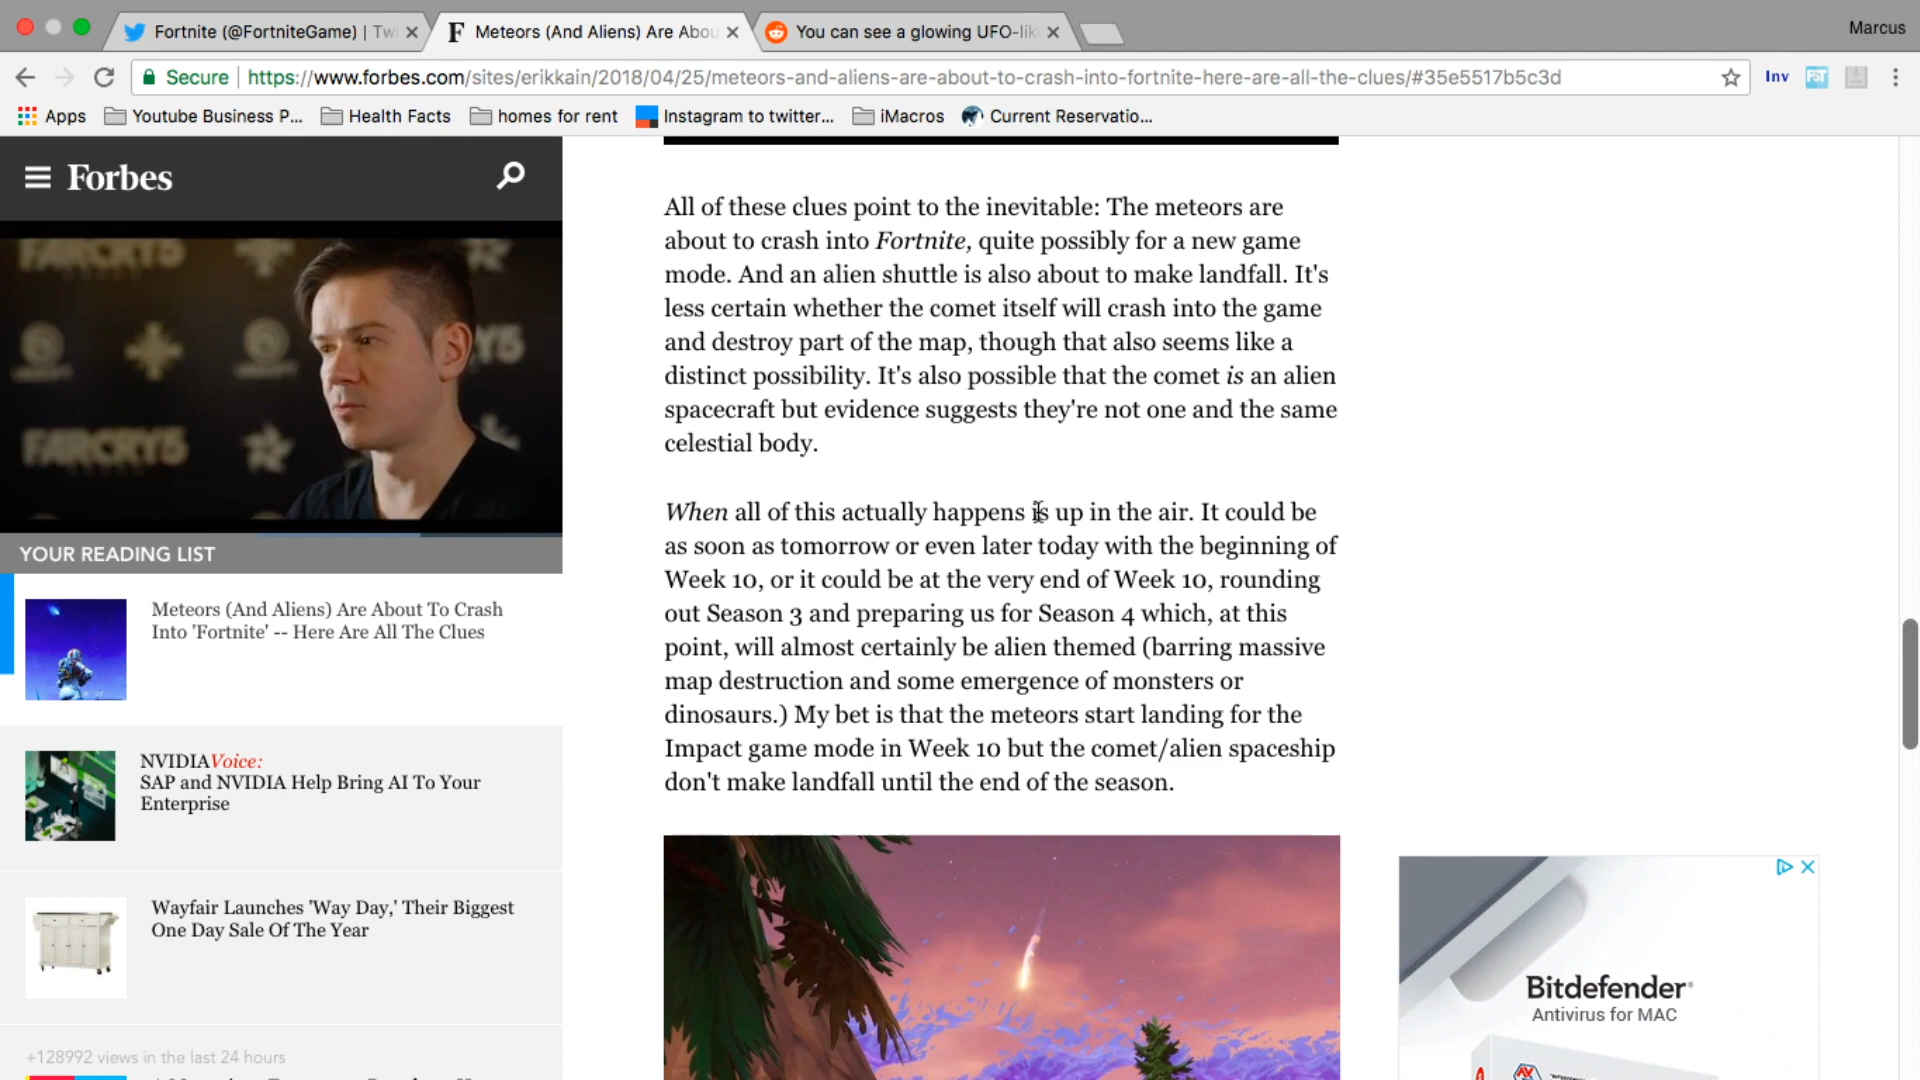 Fortnite (@FortniteGame) | Twi
Meteors (And Aliens) Are Abou
You can see a glowing UFO-lik
Marcus
Secure
https://www.forbes.com/sites/erikkain/2018/04/25/meteors-and-aliens-are-about-to-crash-into-fortnite-here-are-all-the-clues/#35e5517b5c3d
Inv
Apps
Youtube Business P...
Health Facts
homes for rent
Instagram to twitter...
iMacros
Current Reservatio...
Forbes
FARCRY5
YOUR READING LIST
Meteors (And Aliens) Are About To Crash
Into 'Fortnite' -- Here Are All The Clues
NVIDIAVoice:
SAP and NVIDIA Help Bring AI To Your
Enterprise
Wayfair Launches 'Way Day,' Their Biggest
One Day Sale Of The Year
+128992 views in the last 24 hours
All of these clues point to the inevitable: The meteors are
about to crash into Fortnite, quite possibly for a new game
mode. And an alien shuttle is also about to make landfall. It's
less certain whether the comet itself will crash into the game
and destroy part of the map, though that also seems like a
distinct possibility. It's also possible that the comet is an alien
spacecraft but evidence suggests they're not one and the same
celestial body.
When all of this actually happens is up in the air. It could be
as soon as tomorrow or even later today with the beginning of
Week 10, or it could be at the very end of Week 10, rounding
out Season 3 and preparing us for Season 4 which, at this
point, will almost certainly be alien themed (barring massive
map destruction and some emergence of monsters or
dinosaurs.) My bet is that the meteors start landing for the
Impact game mode in Week 10 but the comet/alien spaceship
don't make landfall until the end of the season.
Bitdefender
Antivirus for MAC